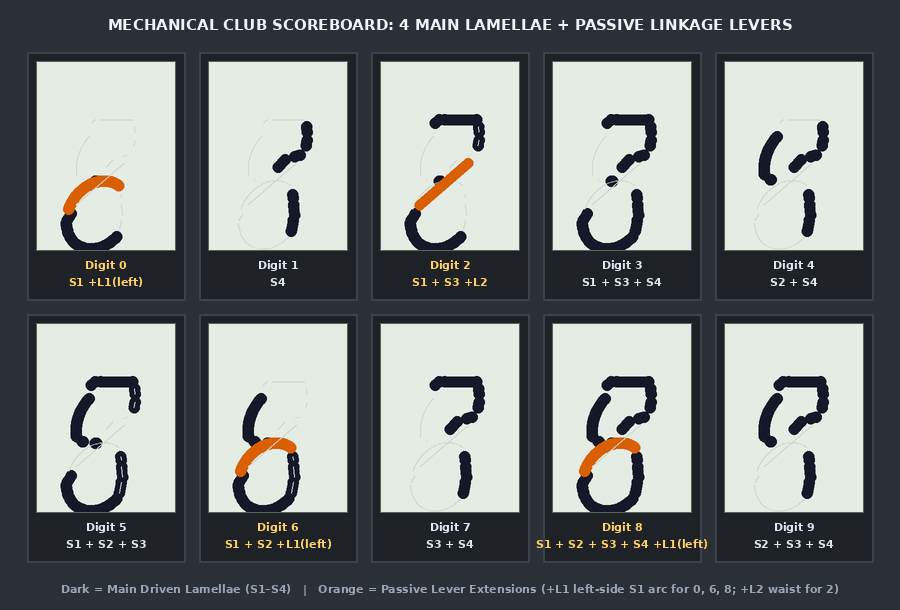 MECHANICAL CLUB SCOREBOARD: 4 MAIN LAMELLAE + PASSIVE LINKAGE LEVERS
Digit 0
S1 +L1(left)
Digit 1
S4
Digit 2
S1 + S3 +L2
Digit 3
S1 + S3 + S4
Digit 4
S2 + S4
Digit 5
S1 + S2 + S3
Digit 6
S1 + S2 +L1(left)
Digit 7
S3 + S4
Digit 8
S1 + S2 + S3 + S4 +L1(left)
Digit 9
S2 + S3 + S4
Dark = Main Driven Lamellae (S1–S4) | Orange = Passive Lever Extensions (+L1 left-side S1 arc for 0, 6, 8; +L2 waist for 2)